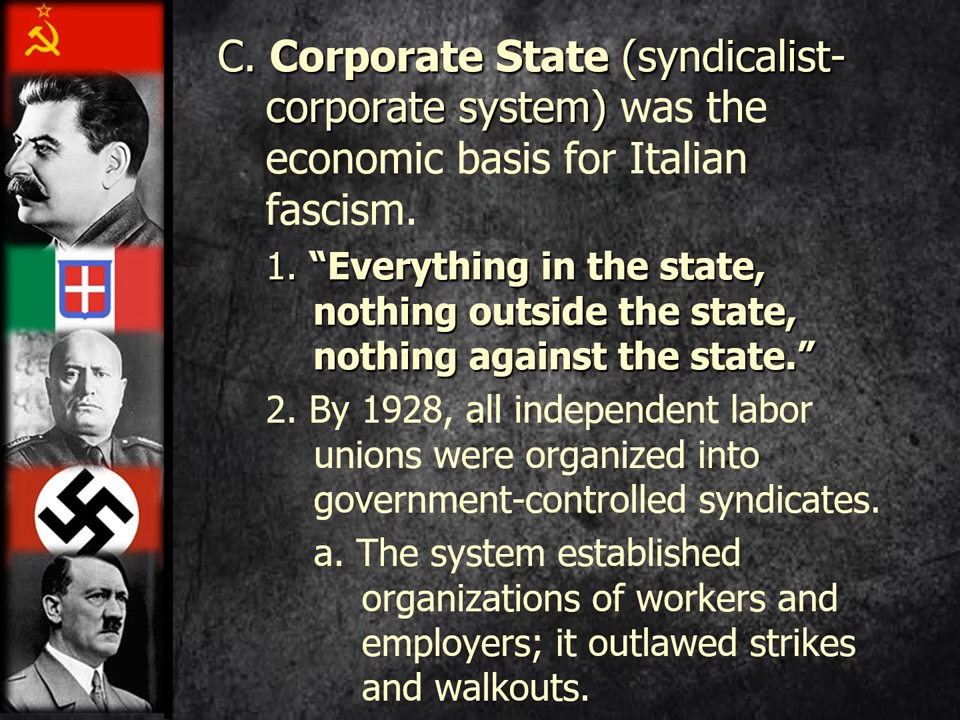 C. Corporate State (syndicalist-
corporate system) was the
economic basis for Italian
fascism.
1. “Everything in the state,
nothing outside the state,
nothing against the state.”
2. By 1928, all independent labor
unions were organized into
government-controlled syndicates.
a. The system established
organizations of workers and
employers; it outlawed strikes
and walkouts.